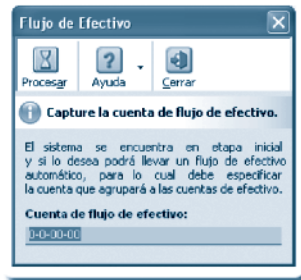 Flujo de Efectivo
Procesar Ayuda Cerrar
Capture la cuenta de flujo de efectivo.
El sistema se encuentra en etapa inicial
y si lo desea podrá llevar un flujo de efectivo
automático, para lo cual debe especificar
la cuenta que agrupará a las cuentas de efectivo.
Cuenta de flujo de efectivo:
0-0-00-00